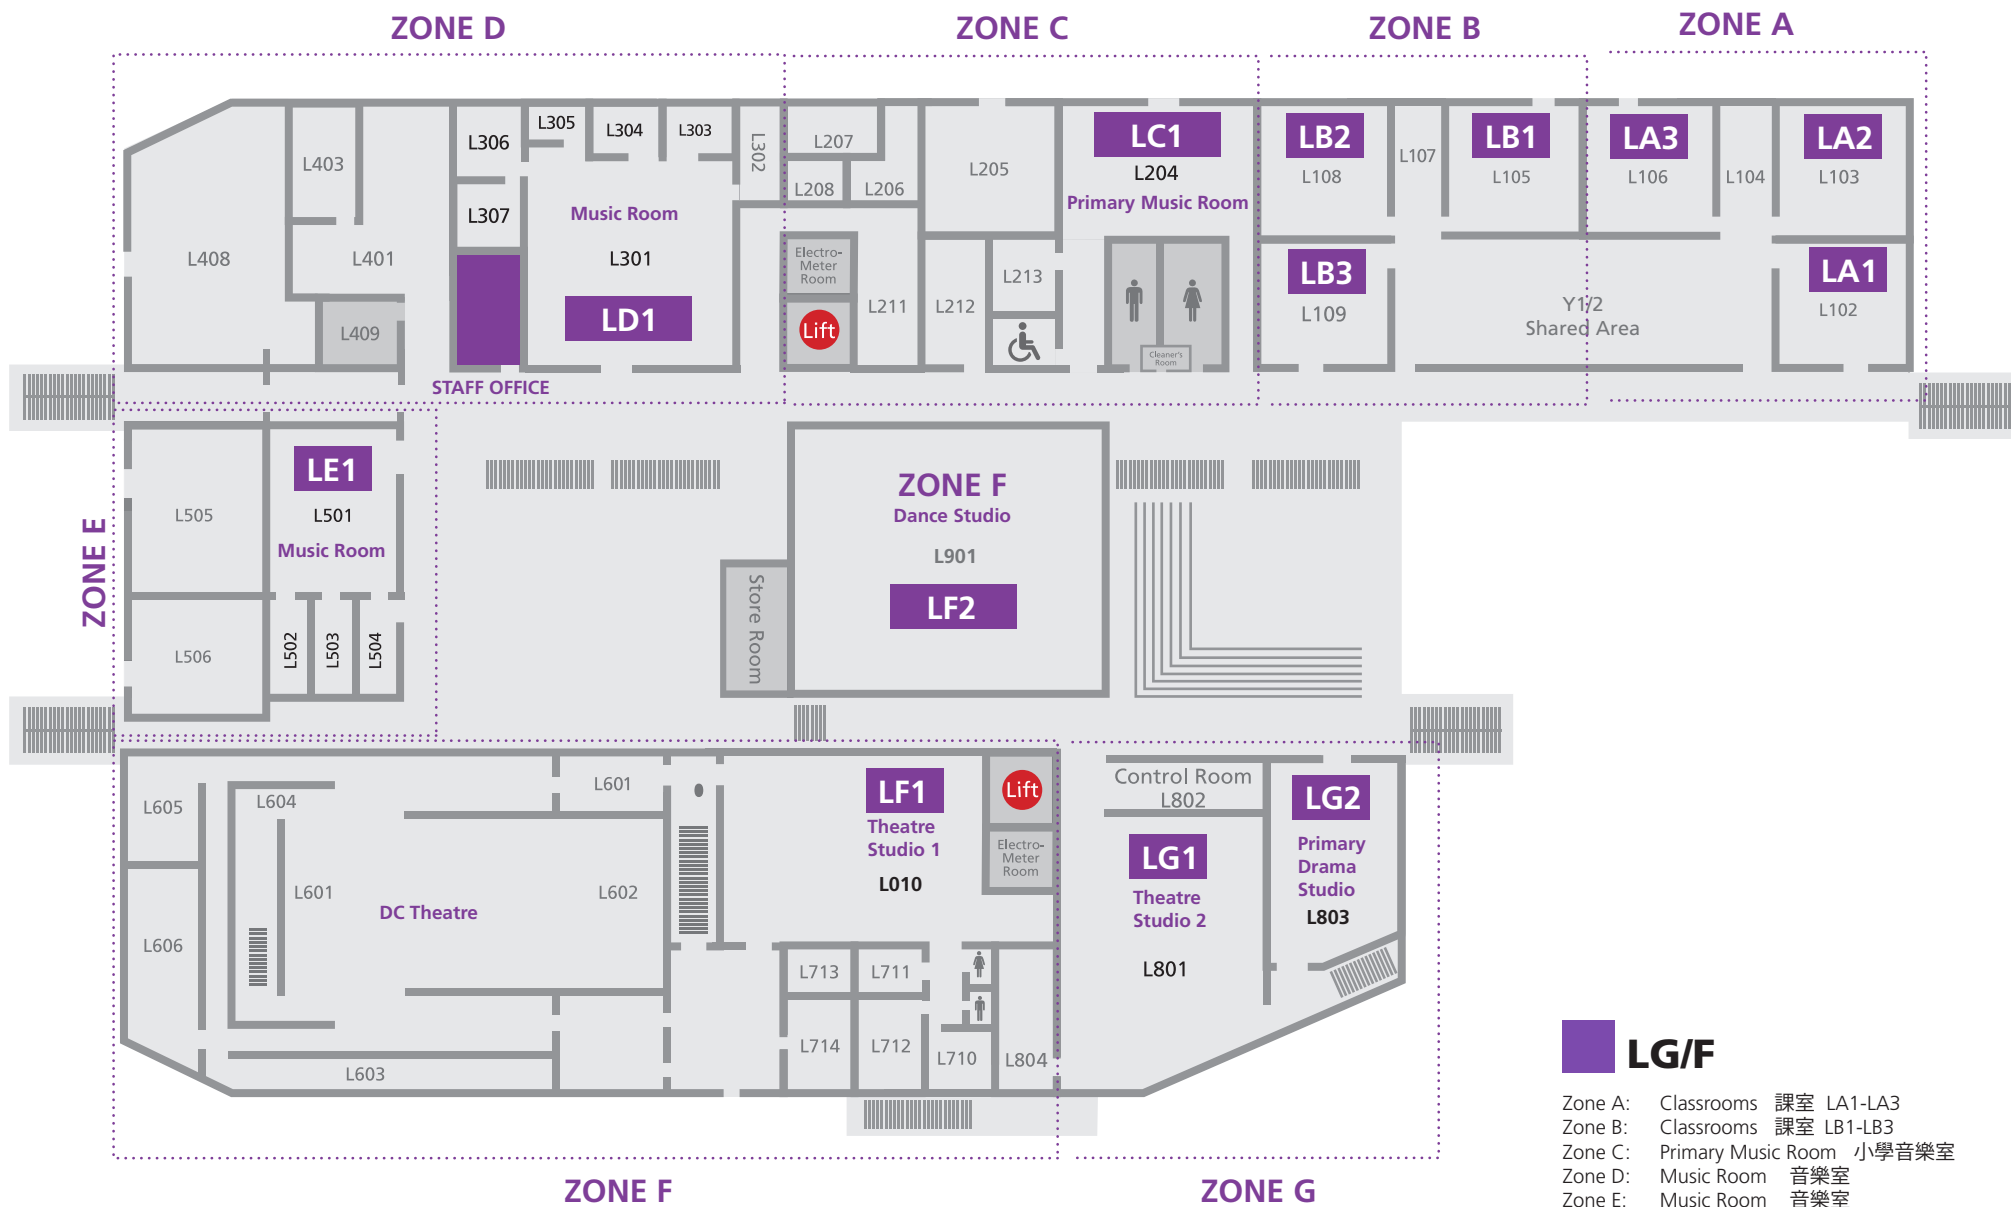 ZONE D
ZONE C
ZONE B
ZONE A
L408
L403
L401
L409
L306
L307
L305
L304
L303
L302
Music Room
L301
LD1
STAFF OFFICE
L207
L208
L206
L205
Electro-
Meter
Room
Lift
L211
L212
L213
LC1
L204
Primary Music Room
Cleaner's
Room
LB2
L108
L107
LB1
L105
LB3
L109
LA3
L106
L104
LA2
L103
LA1
L102
Y1/2
Shared Area
ZONE E
L505
L506
LE1
L501
Music Room
L502
L503
L504
Store Room
ZONE F
Dance Studio
L901
LF2
L605
L606
L604
L601
DC Theatre
L602
L601
L603
LF1
Theatre
Studio 1
L010
Lift
Electro-
Meter
Room
L713
L711
L714
L712
L710
L804
Control Room
L802
LG1
Theatre
Studio 2
L801
LG2
Primary
Drama
Studio
L803
ZONE F
ZONE G
LG/F
Zone A: Classrooms 課室 LA1-LA3
Zone B: Classrooms 課室 LB1-LB3
Zone C: Primary Music Room 小學音樂室
Zone D: Music Room 音樂室
Zone E: Music Room 音樂室